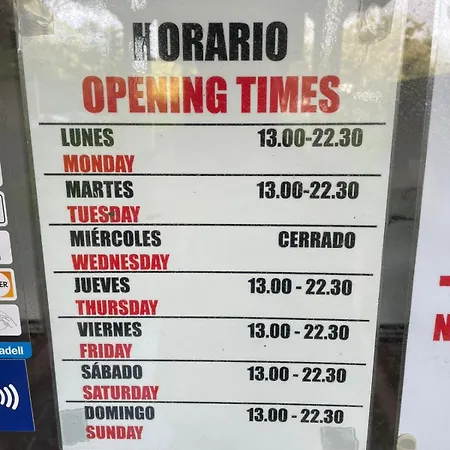 HORARIO
OPENING TIMES
LUNES 13.00-22.30
MONDAY
MARTES 13.00-22.30
TUESDAY
MIÉRCOLES CERRADO
WEDNESDAY
JUEVES 13.00 - 22.30
THURSDAY
VIERNES 13.00 - 22.30
FRIDAY
SÁBADO 13.00 - 22.30
SATURDAY
DOMINGO 13.00 - 22.30
SUNDAY
ER
adell
N